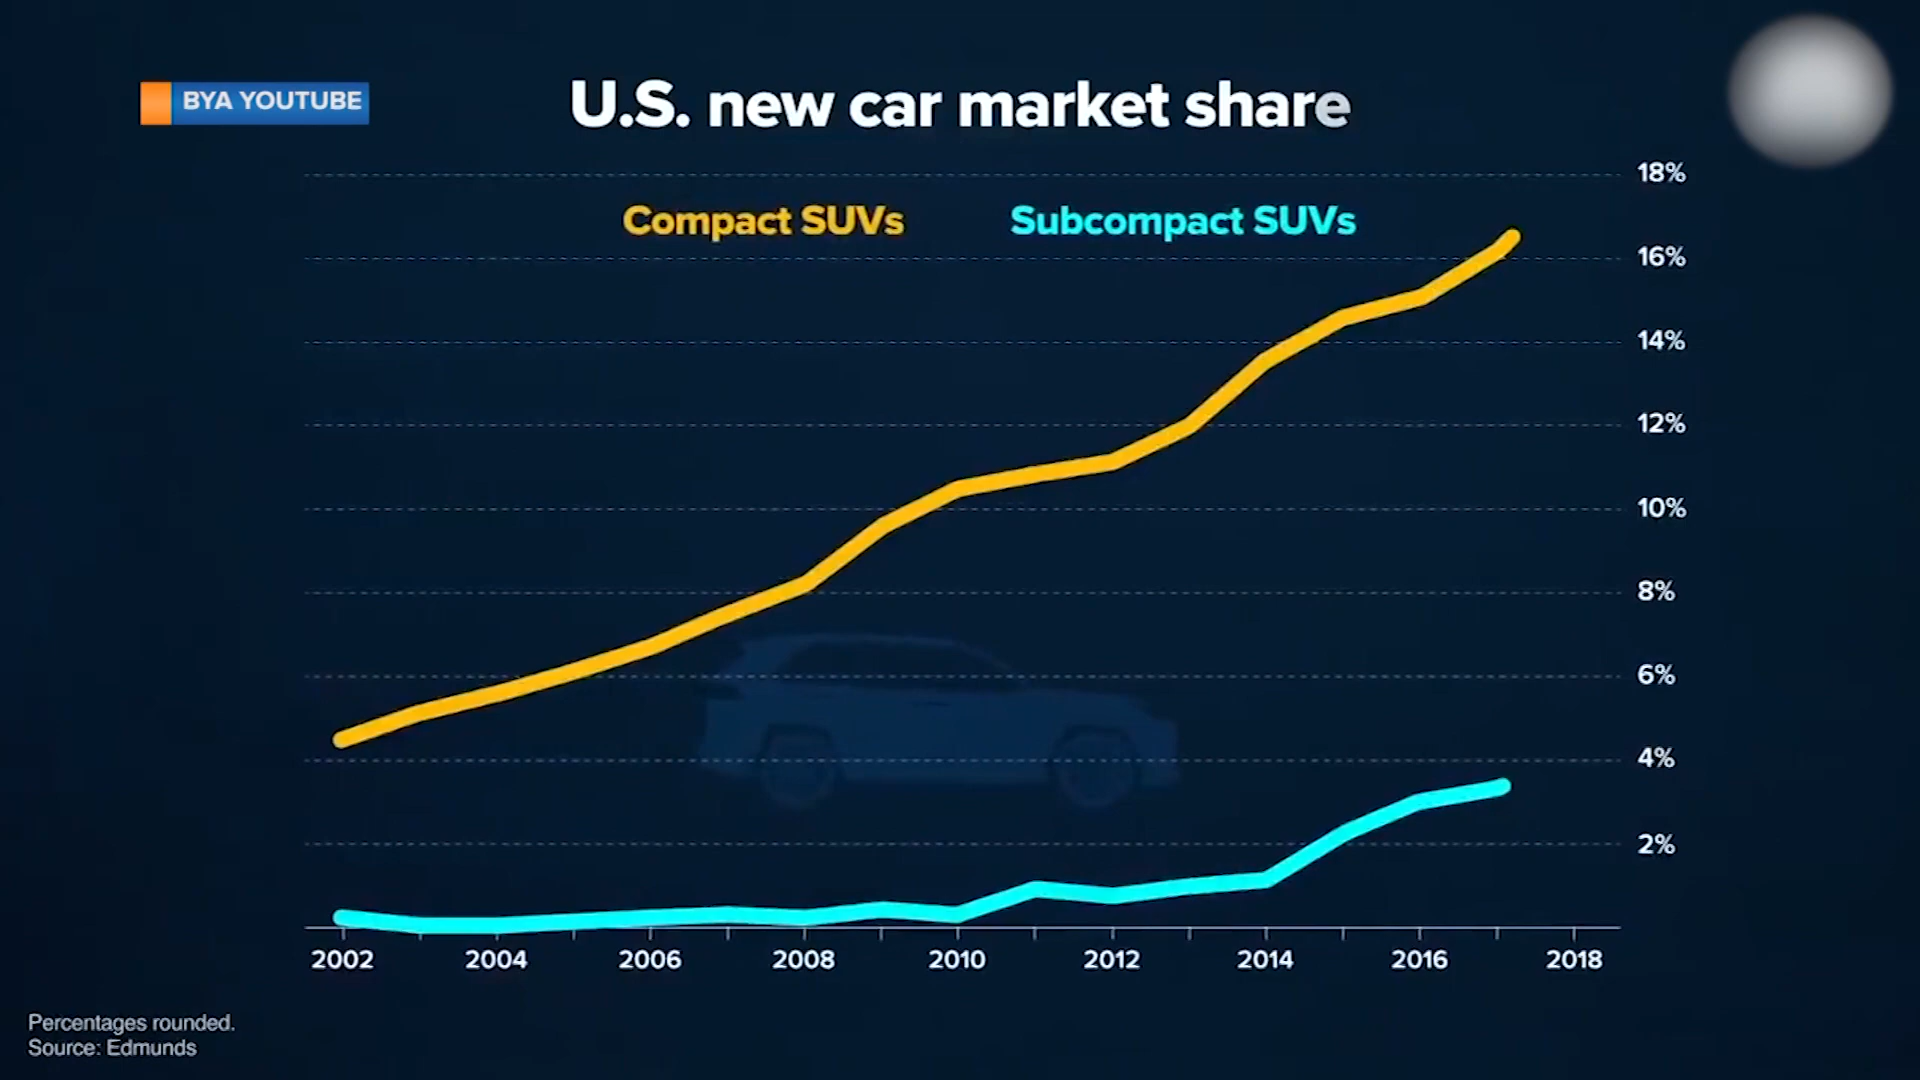 BYA YOUTUBE
U.S. new car market share
Compact SUVs
Subcompact SUVs
18%
16%
14%
12%
10%
8%
6%
4%
2%
2002 2004 2006 2008 2010 2012 2014 2016 2018
Percentages rounded.
Source: Edmunds